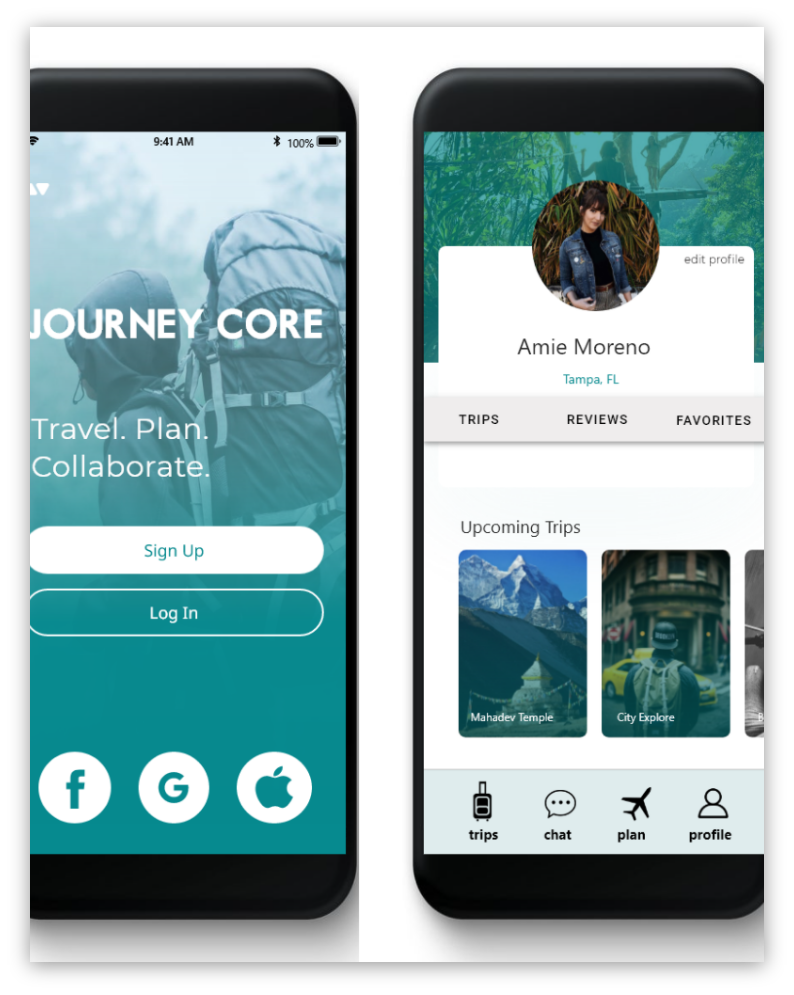 9:41 AM
100%
JOURNEY CORE
Travel. Plan.
Collaborate.
Sign Up
Log In
f
G
edit profile
Amie Moreno
Tampa, FL
TRIPS REVIEWS FAVORITES
Upcoming Trips
Mahadev Temple City Explore
trips chat plan profile